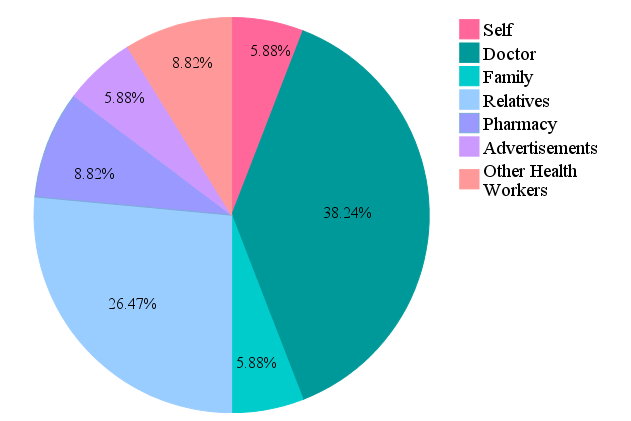 Self
Doctor
Family
Relatives
Pharmacy
Advertisements
Other Health
Workers
5.88%
38.24%
5.88%
26.47%
8.82%
5.88%
8.82%